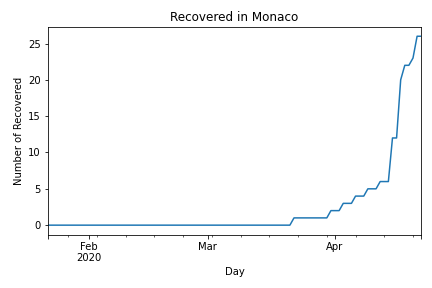 Recovered in Monaco
Number of Recovered
25
20
15
10
5
0
Feb
2020
Mar
Apr
Day